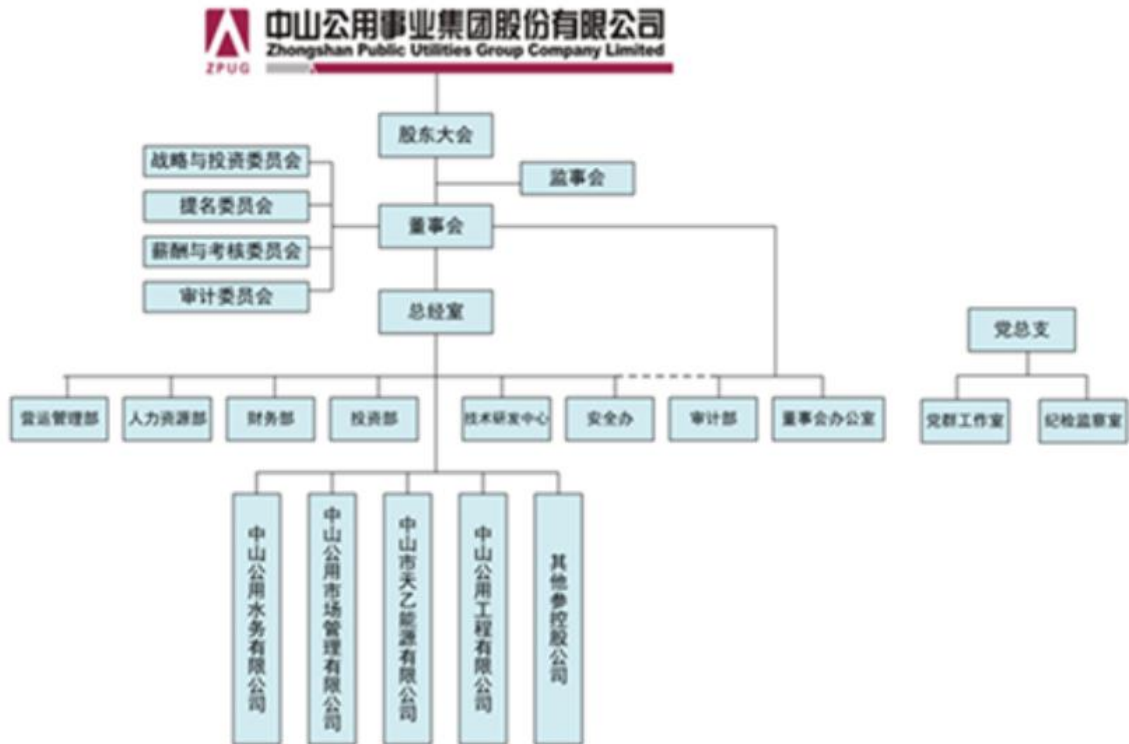 中山公用事业集团股份有限公司
Zhongshan Public Utilities Group Company Limited
ZPUG
股东大会
监事会
战略与投资委员会
提名委员会
薪酬与考核委员会
审计委员会
董事会
总经室
党总支
营运管理部
人力资源部
财务部
投资部
技术研发中心
安全办
审计部
董事会办公室
党群工作室
纪检监察室
中山公用水务有限公司
中山公用市场管理有限公司
中山市天乙能源有限公司
中山公用工程有限公司
其他参控股公司